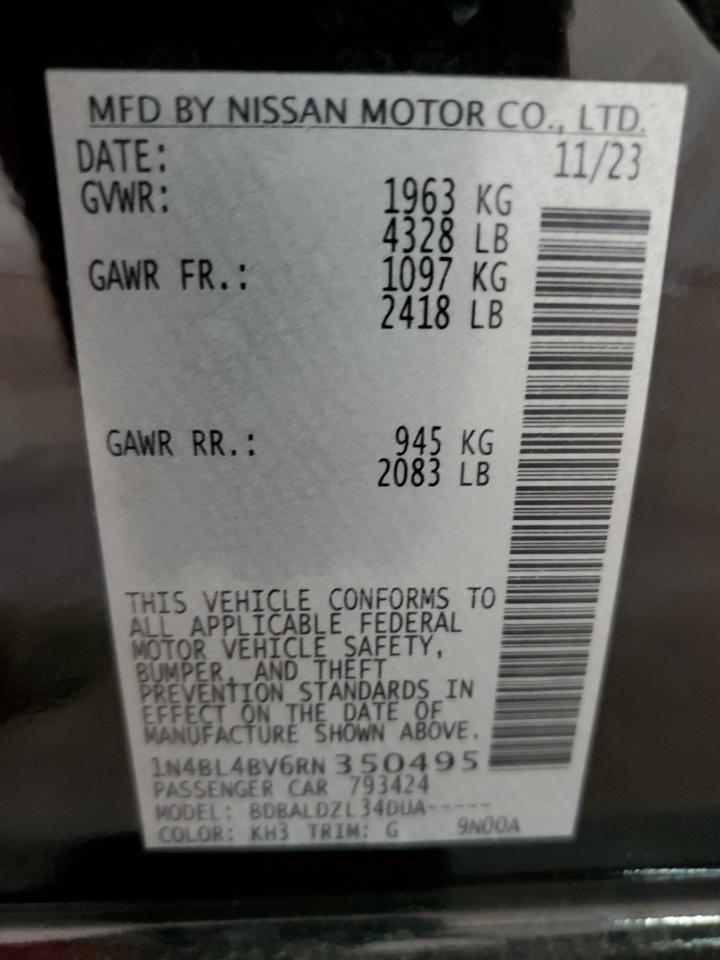 MFD BY NISSAN MOTOR CO., LTD.
DATE: 11/23
GVWR: 1963 KG
4328 LB
GAWR FR.: 1097 KG
2418 LB
GAWR RR.: 945 KG
2083 LB
THIS VEHICLE CONFORMS TO
ALL APPLICABLE FEDERAL
MOTOR VEHICLE SAFETY,
BUMPER, AND THEFT
PREVENTION STANDARDS IN
EFFECT ON THE DATE OF
MANUFACTURE SHOWN ABOVE.
1N4BL4BV6RN350495
PASSENGER CAR 793424
MODEL: BDBALDZL34DUA-----
COLOR: KH3 TRIM: G 9N00A